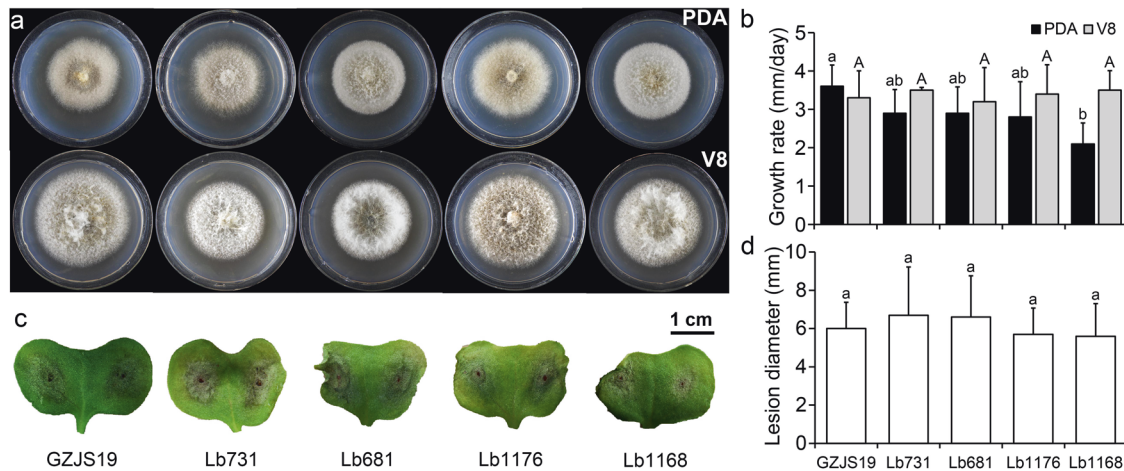 a
PDA
V8
b
PDA V8
Growth rate (mm/day)
5
4
3
2
1
0
a A ab A ab A ab A b A
c
1 cm
GZJS19 Lb731 Lb681 Lb1176 Lb1168
d
Lesion diameter (mm)
10
8
6
4
2
0
a a a a a
GZJS19 Lb731 Lb681 Lb1176 Lb1168